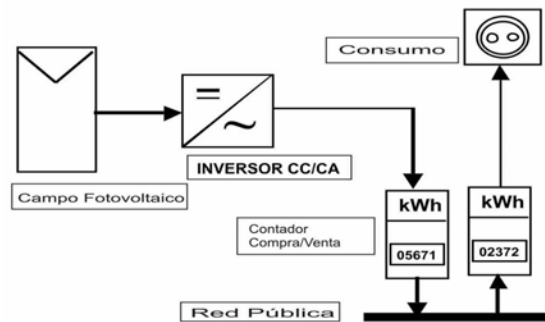 Consumo
INVERSOR CC/CA
Campo Fotovoltaico
kWh
kWh
Contador
Compra/Venta
05671
02372
Red Pública